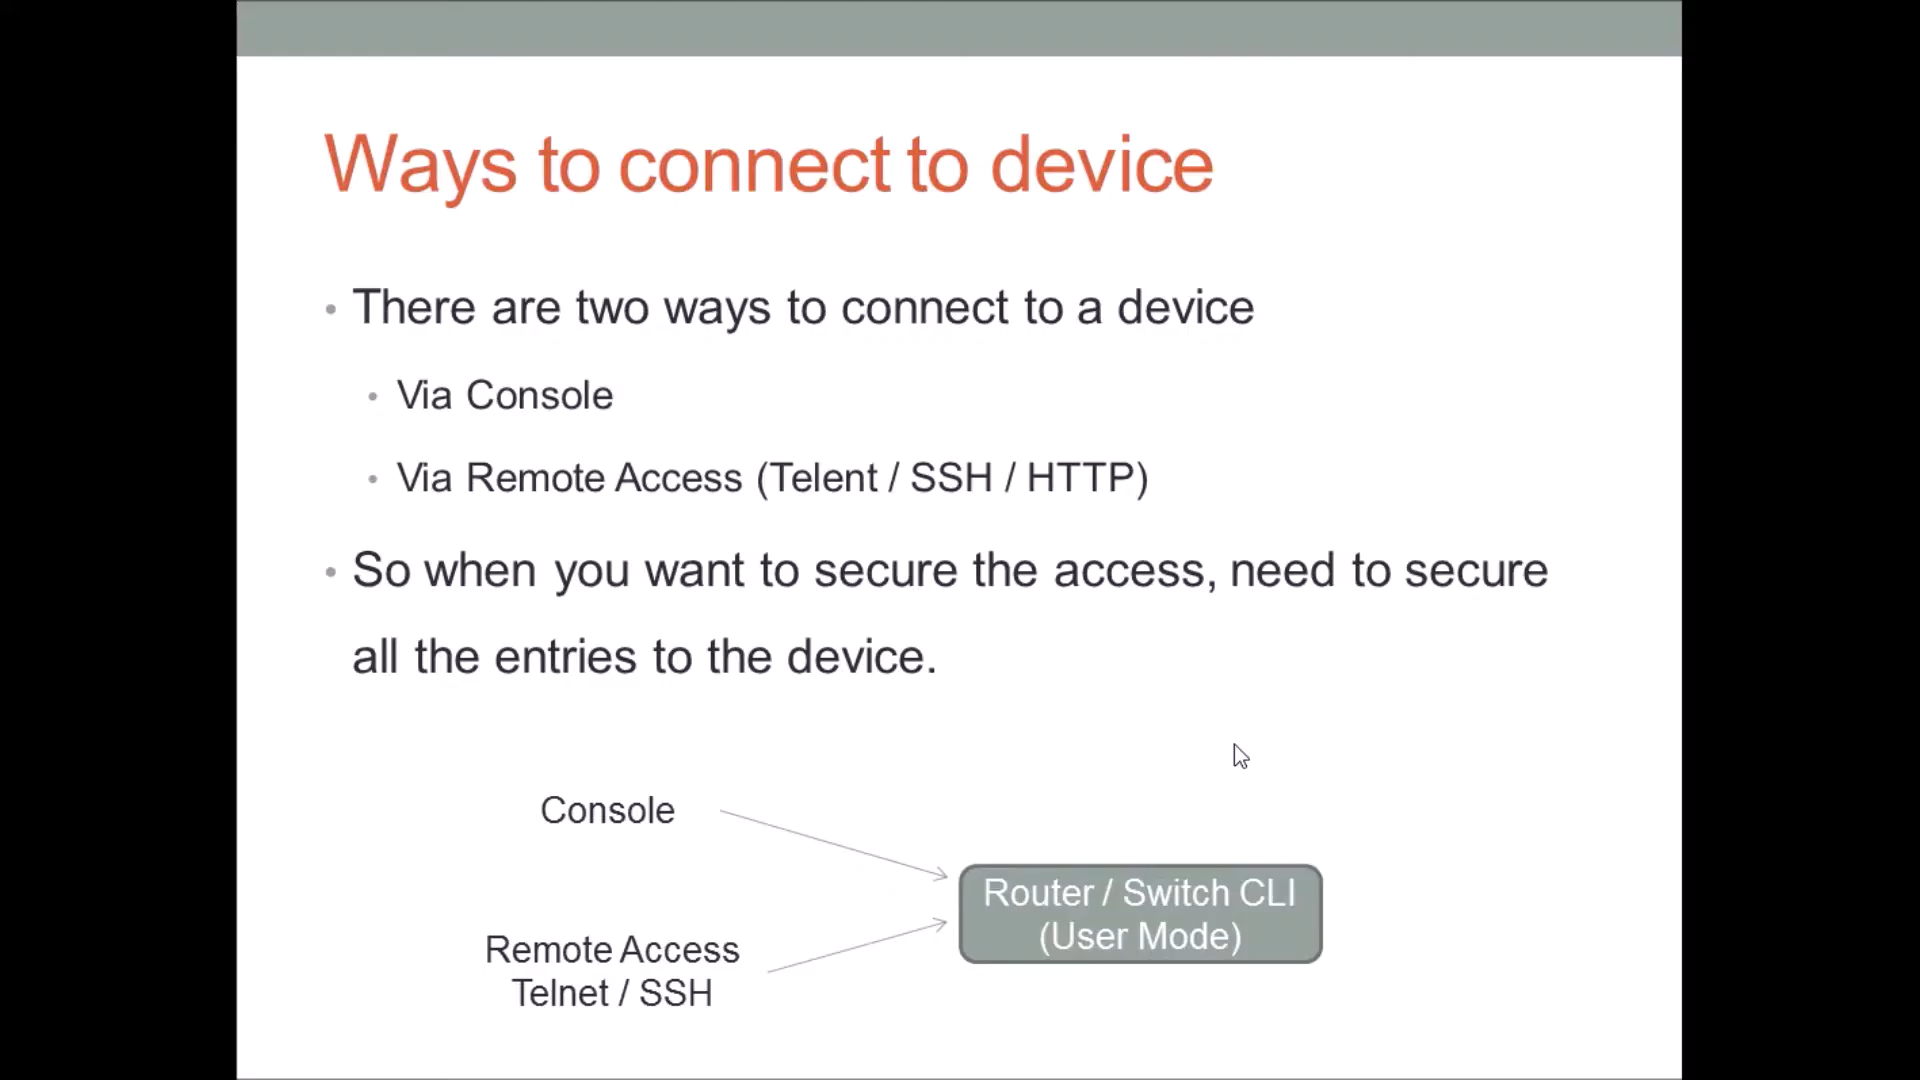 Ways to connect to device
• There are two ways to connect to a device
• Via Console
• Via Remote Access (Telent / SSH / HTTP)
• So when you want to secure the access, need to secure
all the entries to the device.
Console
Router / Switch CLI
(User Mode)
Remote Access
Telnet / SSH